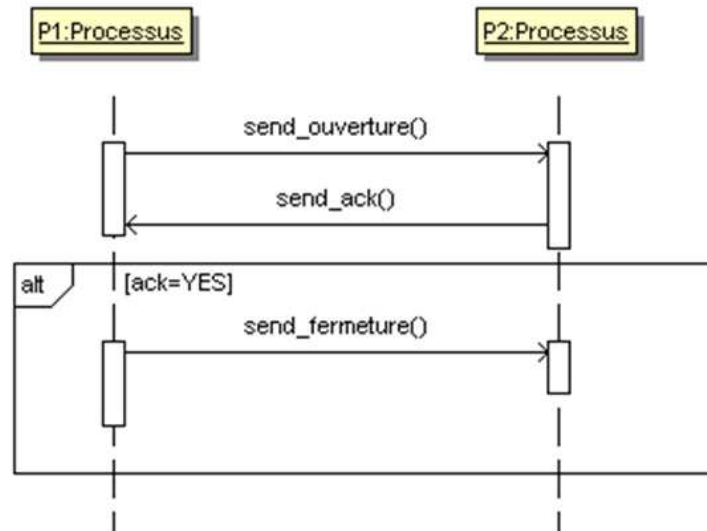 P1:Processus
P2:Processus
send_ouverture()
send_ack()
alt
[ack=YES]
send_fermeture()